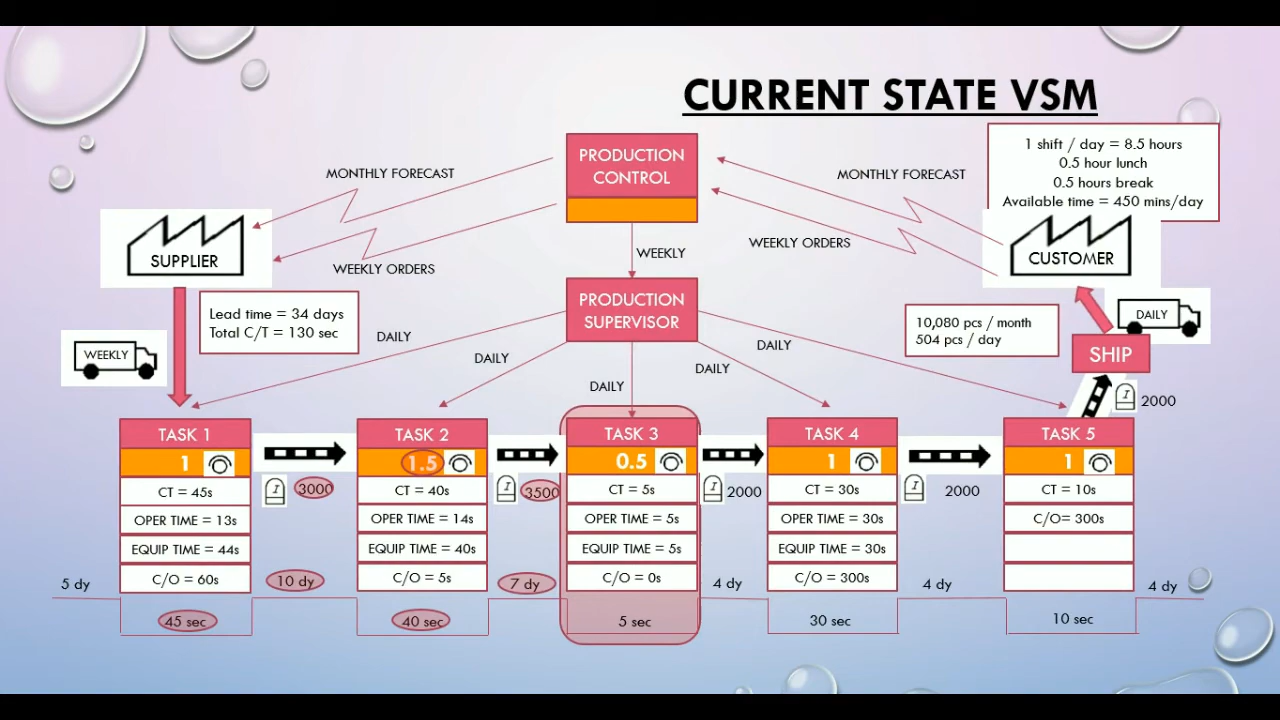 CURRENT STATE VSM
1 shift / day = 8.5 hours
0.5 hour lunch
0.5 hours break
Available time = 450 mins/day
PRODUCTION
CONTROL
MONTHLY FORECAST
MONTHLY FORECAST
WEEKLY ORDERS
WEEKLY ORDERS
SUPPLIER
CUSTOMER
WEEKLY
PRODUCTION
SUPERVISOR
Lead time = 34 days
Total C/T = 130 sec
10,080 pcs / month
504 pcs / day
DAILY
SHIP
WEEKLY
DAILY
DAILY
DAILY
DAILY
DAILY
I 2000
TASK 1
1
CT = 45s
OPER TIME = 13s
EQUIP TIME = 44s
C/O = 60s
I 3000
TASK 2
1.5
CT = 40s
OPER TIME = 14s
EQUIP TIME = 40s
C/O = 5s
I 3500
TASK 3
0.5
CT = 5s
OPER TIME = 5s
EQUIP TIME = 5s
C/O = 0s
I 2000
TASK 4
1
CT = 30s
OPER TIME = 30s
EQUIP TIME = 30s
C/O = 300s
I 2000
TASK 5
1
CT = 10s
C/O= 300s
5 dy
10 dy
7 dy
4 dy
4 dy
4 dy
45 sec
40 sec
5 sec
30 sec
10 sec